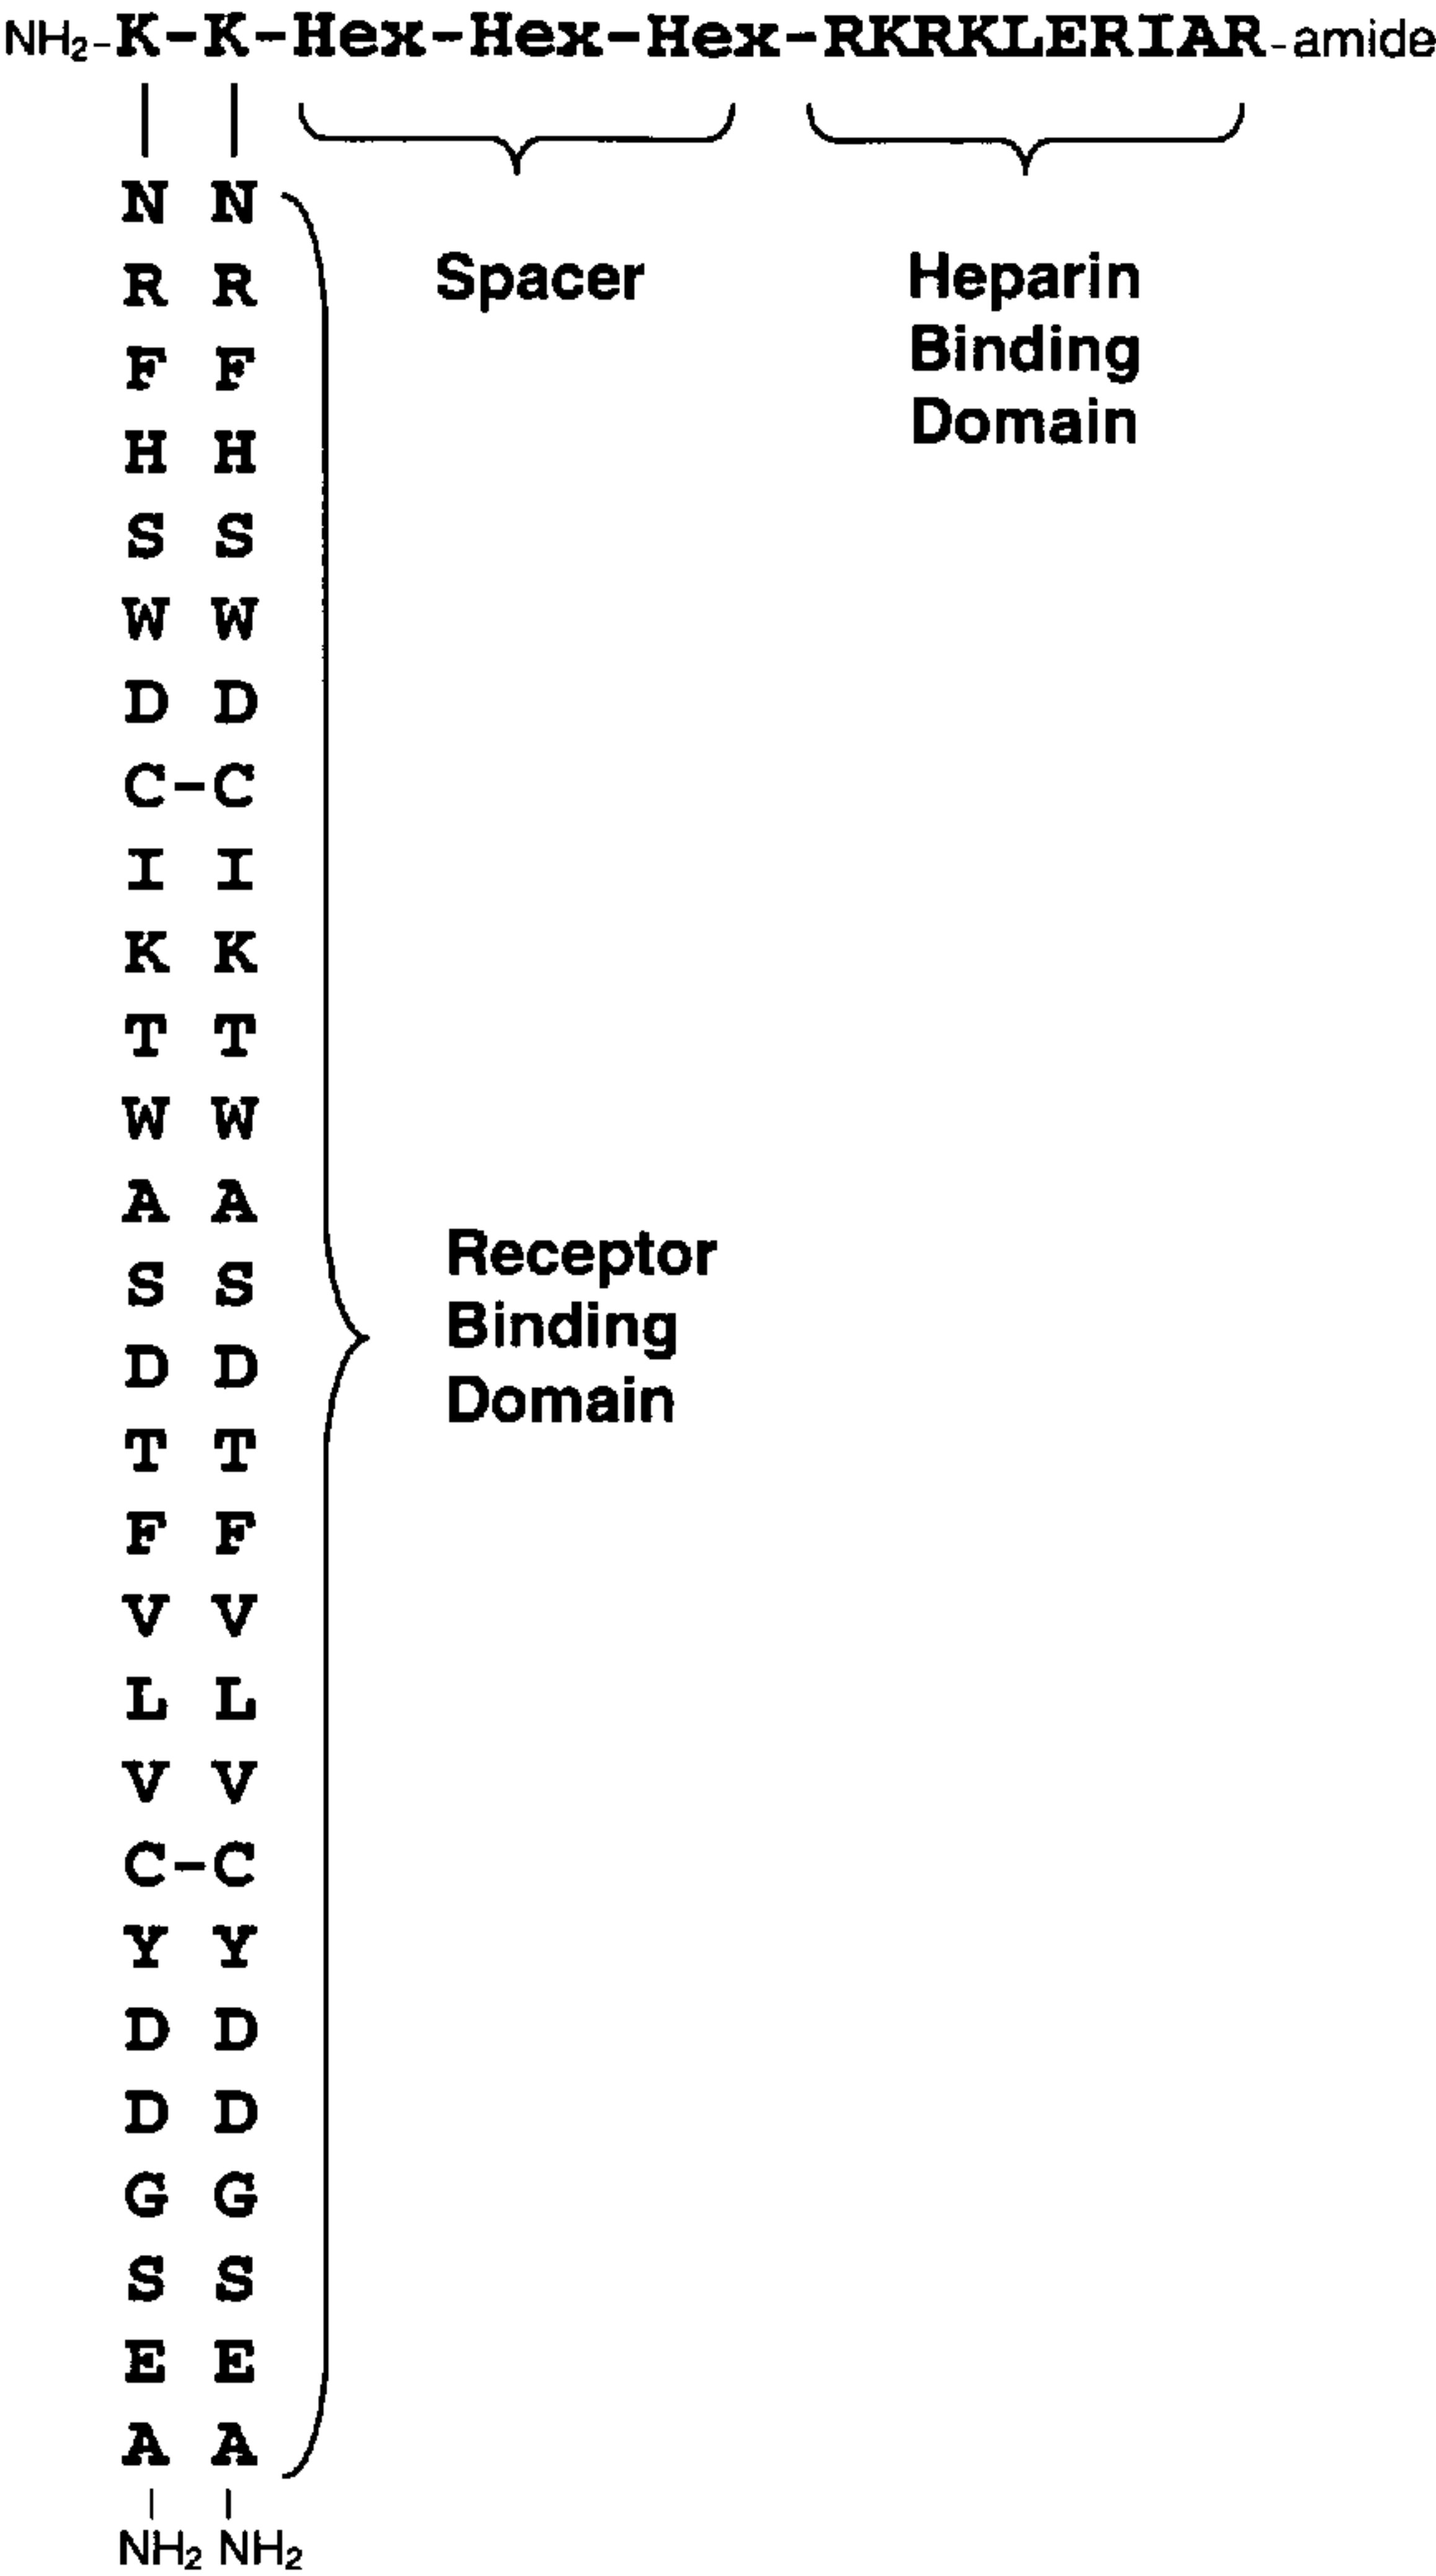 NH₂-K-K-Hex-Hex-Hex-RKRKLERIAR-amide
N N
R R
F F
H H
S S
W W
D D
C-C
I I
K K
T T
W W
A A
S S
D D
T T
F F
V V
L L
V V
C-C
Y Y
D D
D D
G G
S S
E E
A A
NH₂ NH₂
Spacer
Heparin
Binding
Domain
Receptor
Binding
Domain